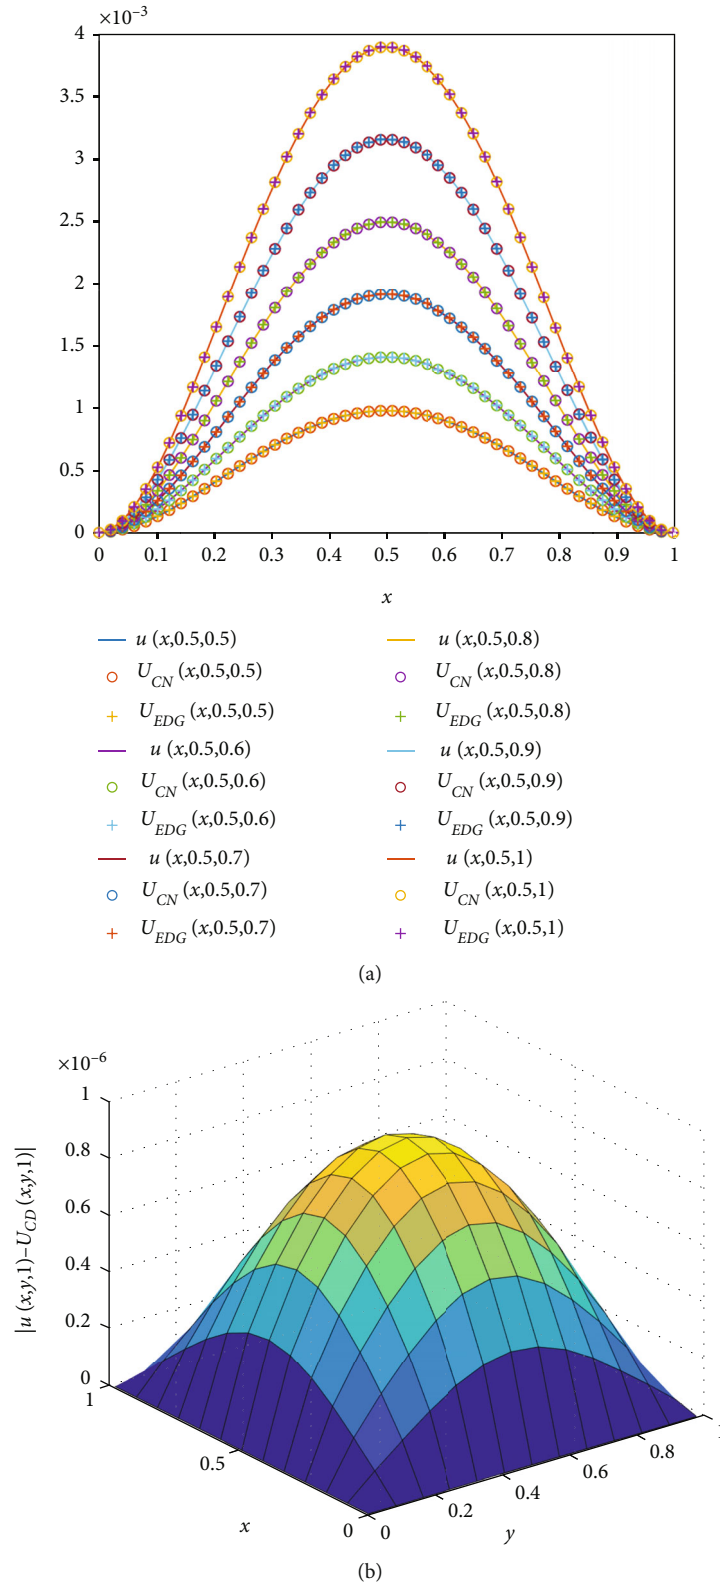 ×10⁻³
4
3.5
3
2.5
2
1.5
1
0.5
0
0 0.1 0.2 0.3 0.4 0.5 0.6 0.7 0.8 0.9 1
x
u (x,0.5,0.5)
U_CN (x,0.5,0.5)
U_EDG (x,0.5,0.5)
u (x,0.5,0.6)
U_CN (x,0.5,0.6)
U_EDG (x,0.5,0.6)
u (x,0.5,0.7)
U_CN (x,0.5,0.7)
U_EDG (x,0.5,0.7)
u (x,0.5,0.8)
U_CN (x,0.5,0.8)
U_EDG (x,0.5,0.8)
u (x,0.5,0.9)
U_CN (x,0.5,0.9)
U_EDG (x,0.5,0.9)
u (x,0.5,1)
U_CN (x,0.5,1)
U_EDG (x,0.5,1)
(a)
×10⁻⁶
1
0.8
0.6
0.4
0.2
0
|u (x,y,1)–U_CD (x,y,1)|
1
0.5
0
x
0
0.2
0.4
0.6
0.8
1
y
(b)